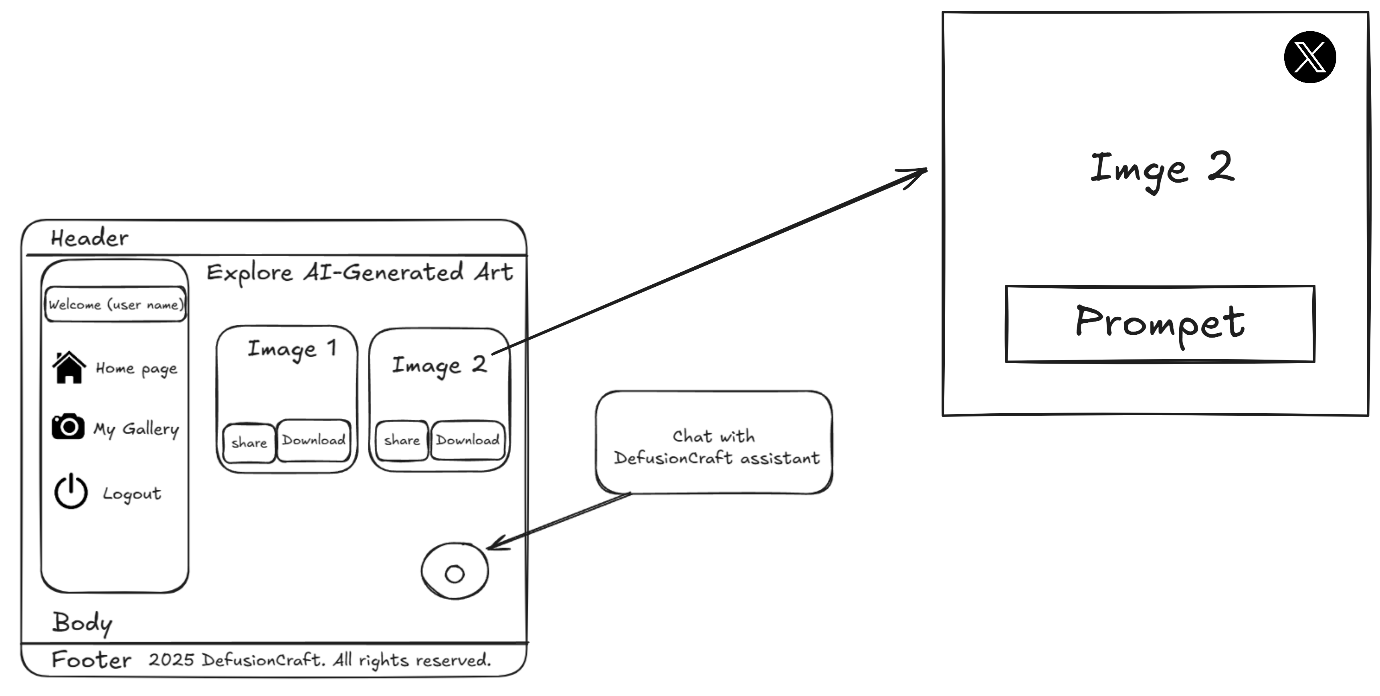 Header
Explore AI-Generated Art
Welcome (user name)
Home page
My Gallery
Logout
Image 1
share
Download
Image 2
share
Download
Chat with
DefusionCraft assistant
Body
Footer
2025 DefusionCraft. All rights reserved.
X
Imge 2
Prompet